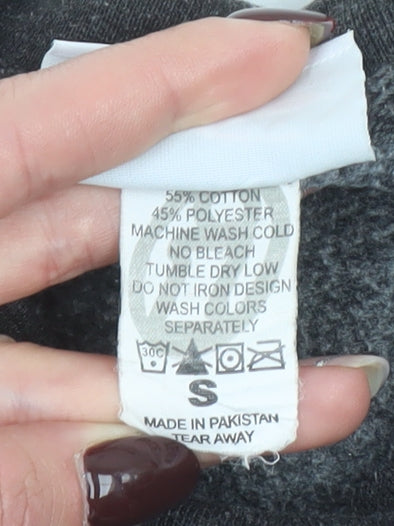 55% COTTON
45% POLYESTER
MACHINE WASH COLD
NO BLEACH
TUMBLE DRY LOW
DO NOT IRON DESIGN
WASH COLORS
SEPARATELY
30C
S
MADE IN PAKISTAN
TEAR AWAY